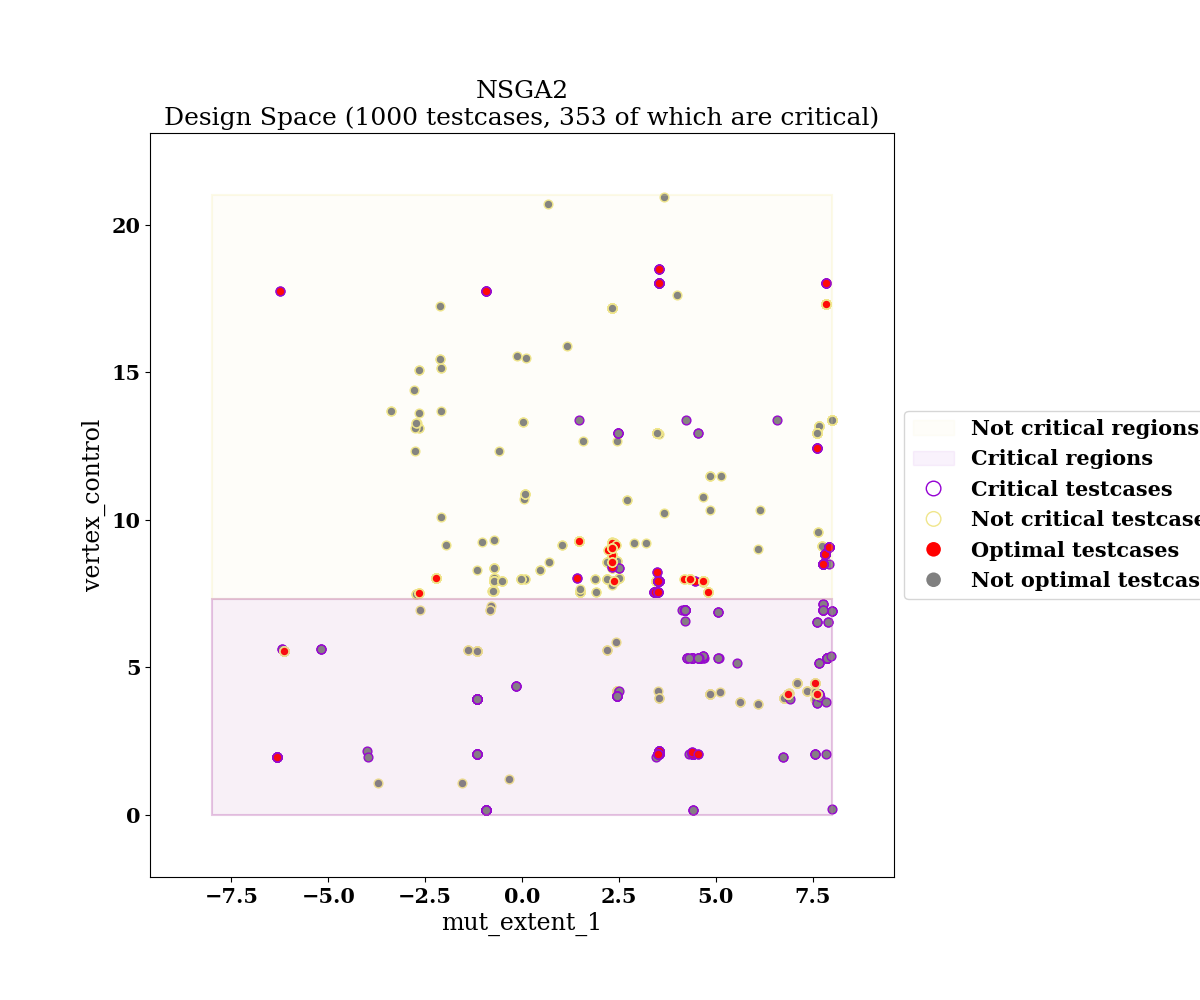 NSGA2
Design Space (1000 testcases, 353 of which are critical)
20
15
10
5
0
vertex_control
−7.5 −5.0 −2.5 0.0 2.5 5.0 7.5
mut_extent_1
Not critical regions
Critical regions
Critical testcases
Not critical testcase
Optimal testcases
Not optimal testcas